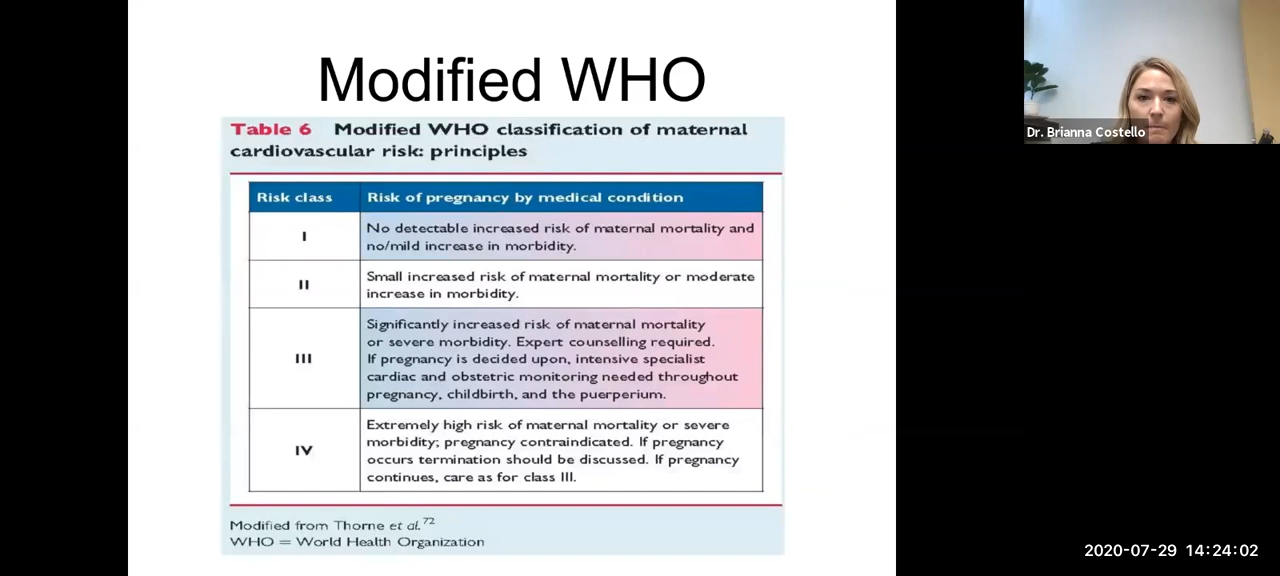 Modified WHO
Table 6 Modified WHO classification of maternal
cardiovascular risk: principles
Risk class Risk of pregnancy by medical condition
I
No detectable increased risk of maternal mortality and
no/mild increase in morbidity.
II
Small increased risk of maternal mortality or moderate
increase in morbidity.
III
Significantly increased risk of maternal mortality
or severe morbidity. Expert counselling required.
If pregnancy is decided upon, intensive specialist
cardiac and obstetric monitoring needed throughout
pregnancy, childbirth, and the puerperium.
IV
Extremely high risk of maternal mortality or severe
morbidity; pregnancy contraindicated. If pregnancy
occurs termination should be discussed. If pregnancy
continues, care as for class III.
Modified from Thorne et al.72
WHO = World Health Organization
Dr. Brianna Costello
2020-07-29 14:24:02